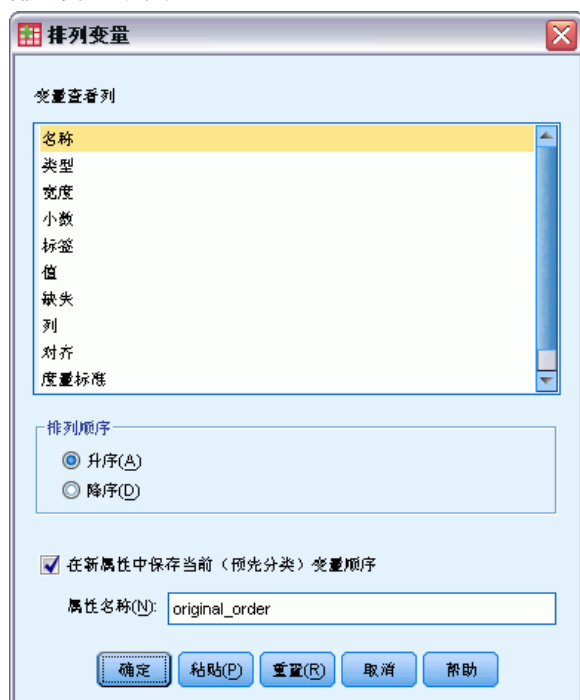 排列变量
变量查看列
名称
类型
宽度
小数
标签
值
缺失
列
对齐
度量标准
排列顺序
升序(A)
降序(D)
在新属性中保存当前（预先分类）变量顺序
属性名称(N): original_order
确定 粘贴(P) 重置(R) 取消 帮助